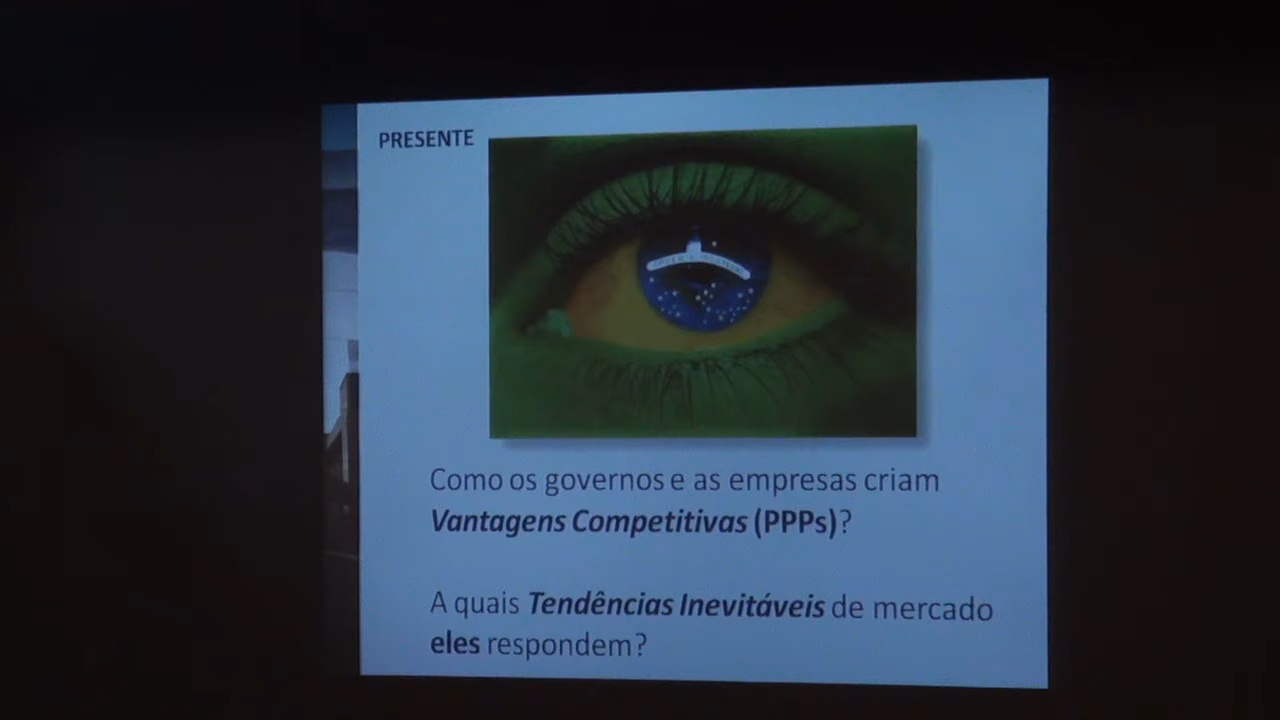 PRESENTE
Como os governos e as empresas criam
Vantagens Competitivas (PPPs)?
A quais Tendências Inevitáveis de mercado
eles respondem?